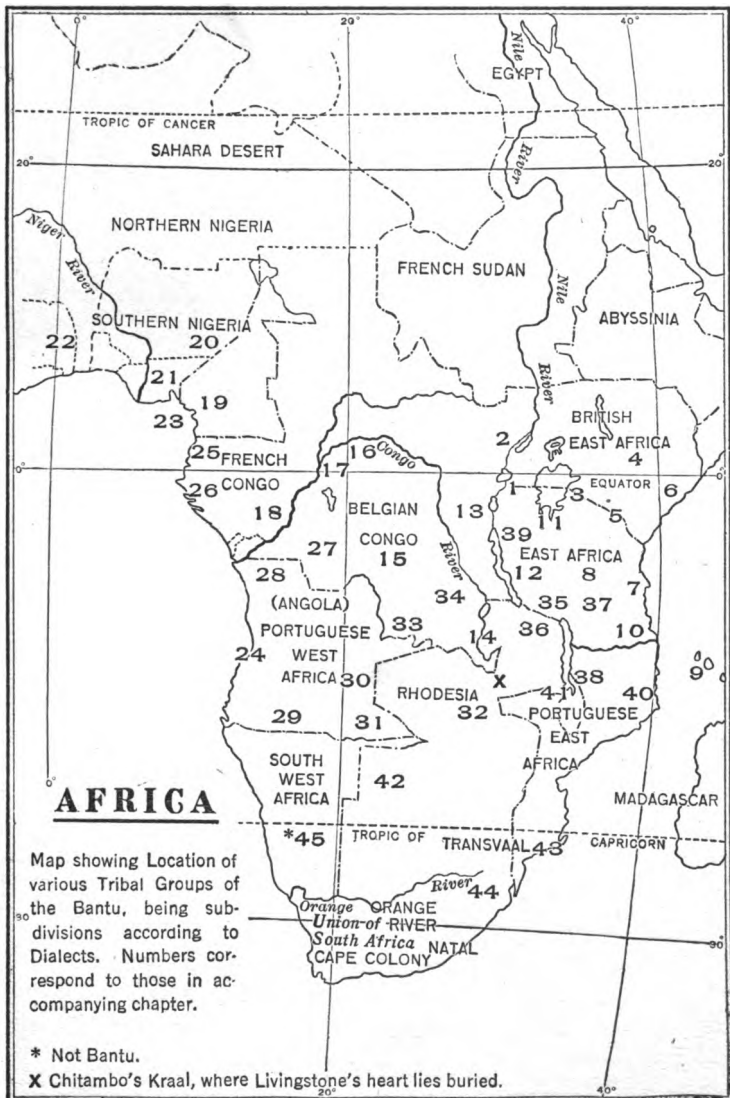 0°
20°
40°
Nile
EGYPT
TROPIC OF CANCER
SAHARA DESERT
20°
20°
River
Niger
River
NORTHERN NIGERIA
FRENCH SUDAN
Nile
ABYSSINIA
SOUTHERN NIGERIA
22
20
21
River
23
19
BRITISH
EAST AFRICA
2
4
25
FRENCH
CONGO
16
Congo
17
0°
0°
EQUATOR
1
3
6
26
18
BELGIAN
CONGO
13
11
5
39
27
15
River
EAST AFRICA
12
8
7
28
(ANGOLA)
34
35
37
33
36
10
PORTUGUESE
WEST
AFRICA
24
14
30
X
38
9
RHODESIA
32
41
40
29
31
PORTUGUESE
EAST
AFRICA
SOUTH
WEST
AFRICA
42
0°
MADAGASCAR
AFRICA
*45
TROPIC OF
CAPRICORN
TRANSVAAL
43
River
44
Orange
ORANGE
Union of RIVER
South Africa
NATAL
CAPE COLONY
Map showing Location of
various Tribal Groups of
the Bantu, being sub-
divisions according to
Dialects. Numbers cor-
respond to those in ac-
companying chapter.
* Not Bantu.
X Chitambo's Kraal, where Livingstone's heart lies buried.
20°
40°